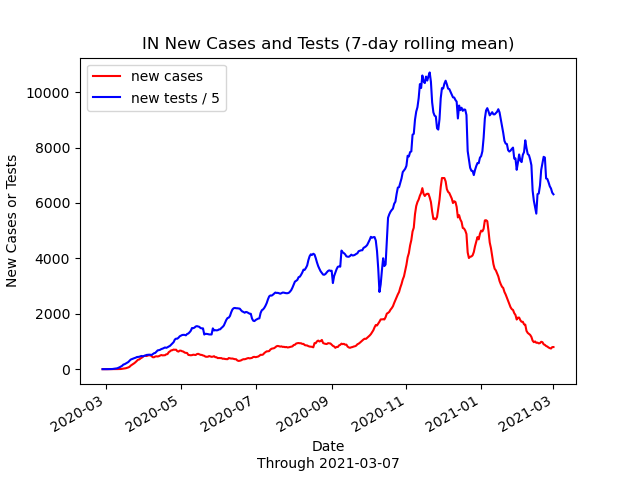 IN New Cases and Tests (7-day rolling mean)
new cases
new tests / 5
New Cases or Tests
10000
8000
6000
4000
2000
0
2020-03
2020-05
2020-07
2020-09
2020-11
2021-01
2021-03
Date
Through 2021-03-07